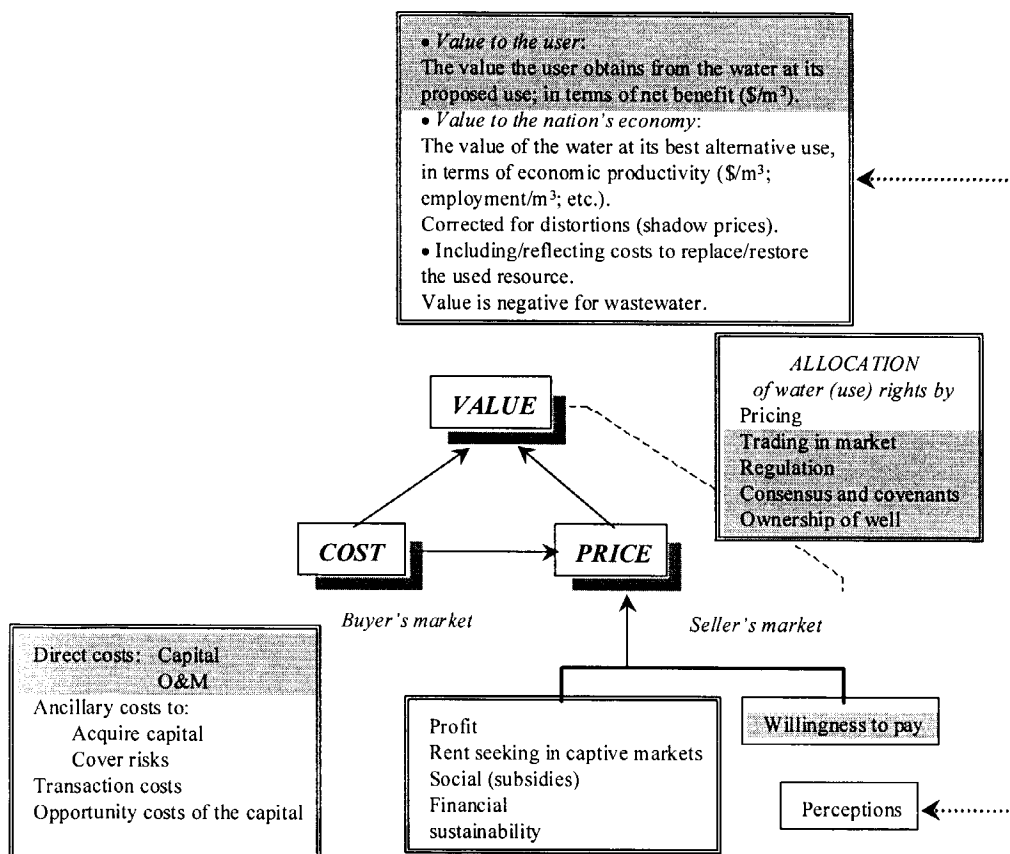 • Value to the user:
The value the user obtains from the water at its
proposed use; in terms of net benefit ($/m³).
• Value to the nation's economy:
The value of the water at its best alternative use,
in terms of economic productivity ($/m³;
employment/m³; etc.).
Corrected for distortions (shadow prices).
• Including/reflecting costs to replace/restore
the used resource.
Value is negative for wastewater.
ALLOCATION
of water (use) rights by
Pricing
Trading in market
Regulation
Consensus and covenants
Ownership of well
VALUE
COST
PRICE
Buyer's market
Seller's market
Direct costs: Capital
O&M
Ancillary costs to:
Acquire capital
Cover risks
Transaction costs
Opportunity costs of the capital
Profit
Rent seeking in captive markets
Social (subsidies)
Financial
sustainability
Willingness to pay
Perceptions